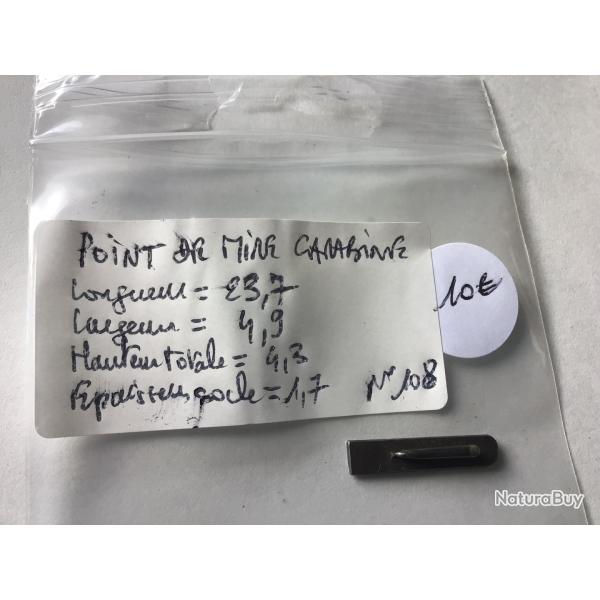 POINT DE MIRE CARABINE
Longueur = 23,7
Largeur = 4,9
Hauteur totale = 4,3
Epaisseur socle = 1,7 N° 108
10€
NaturaBuy